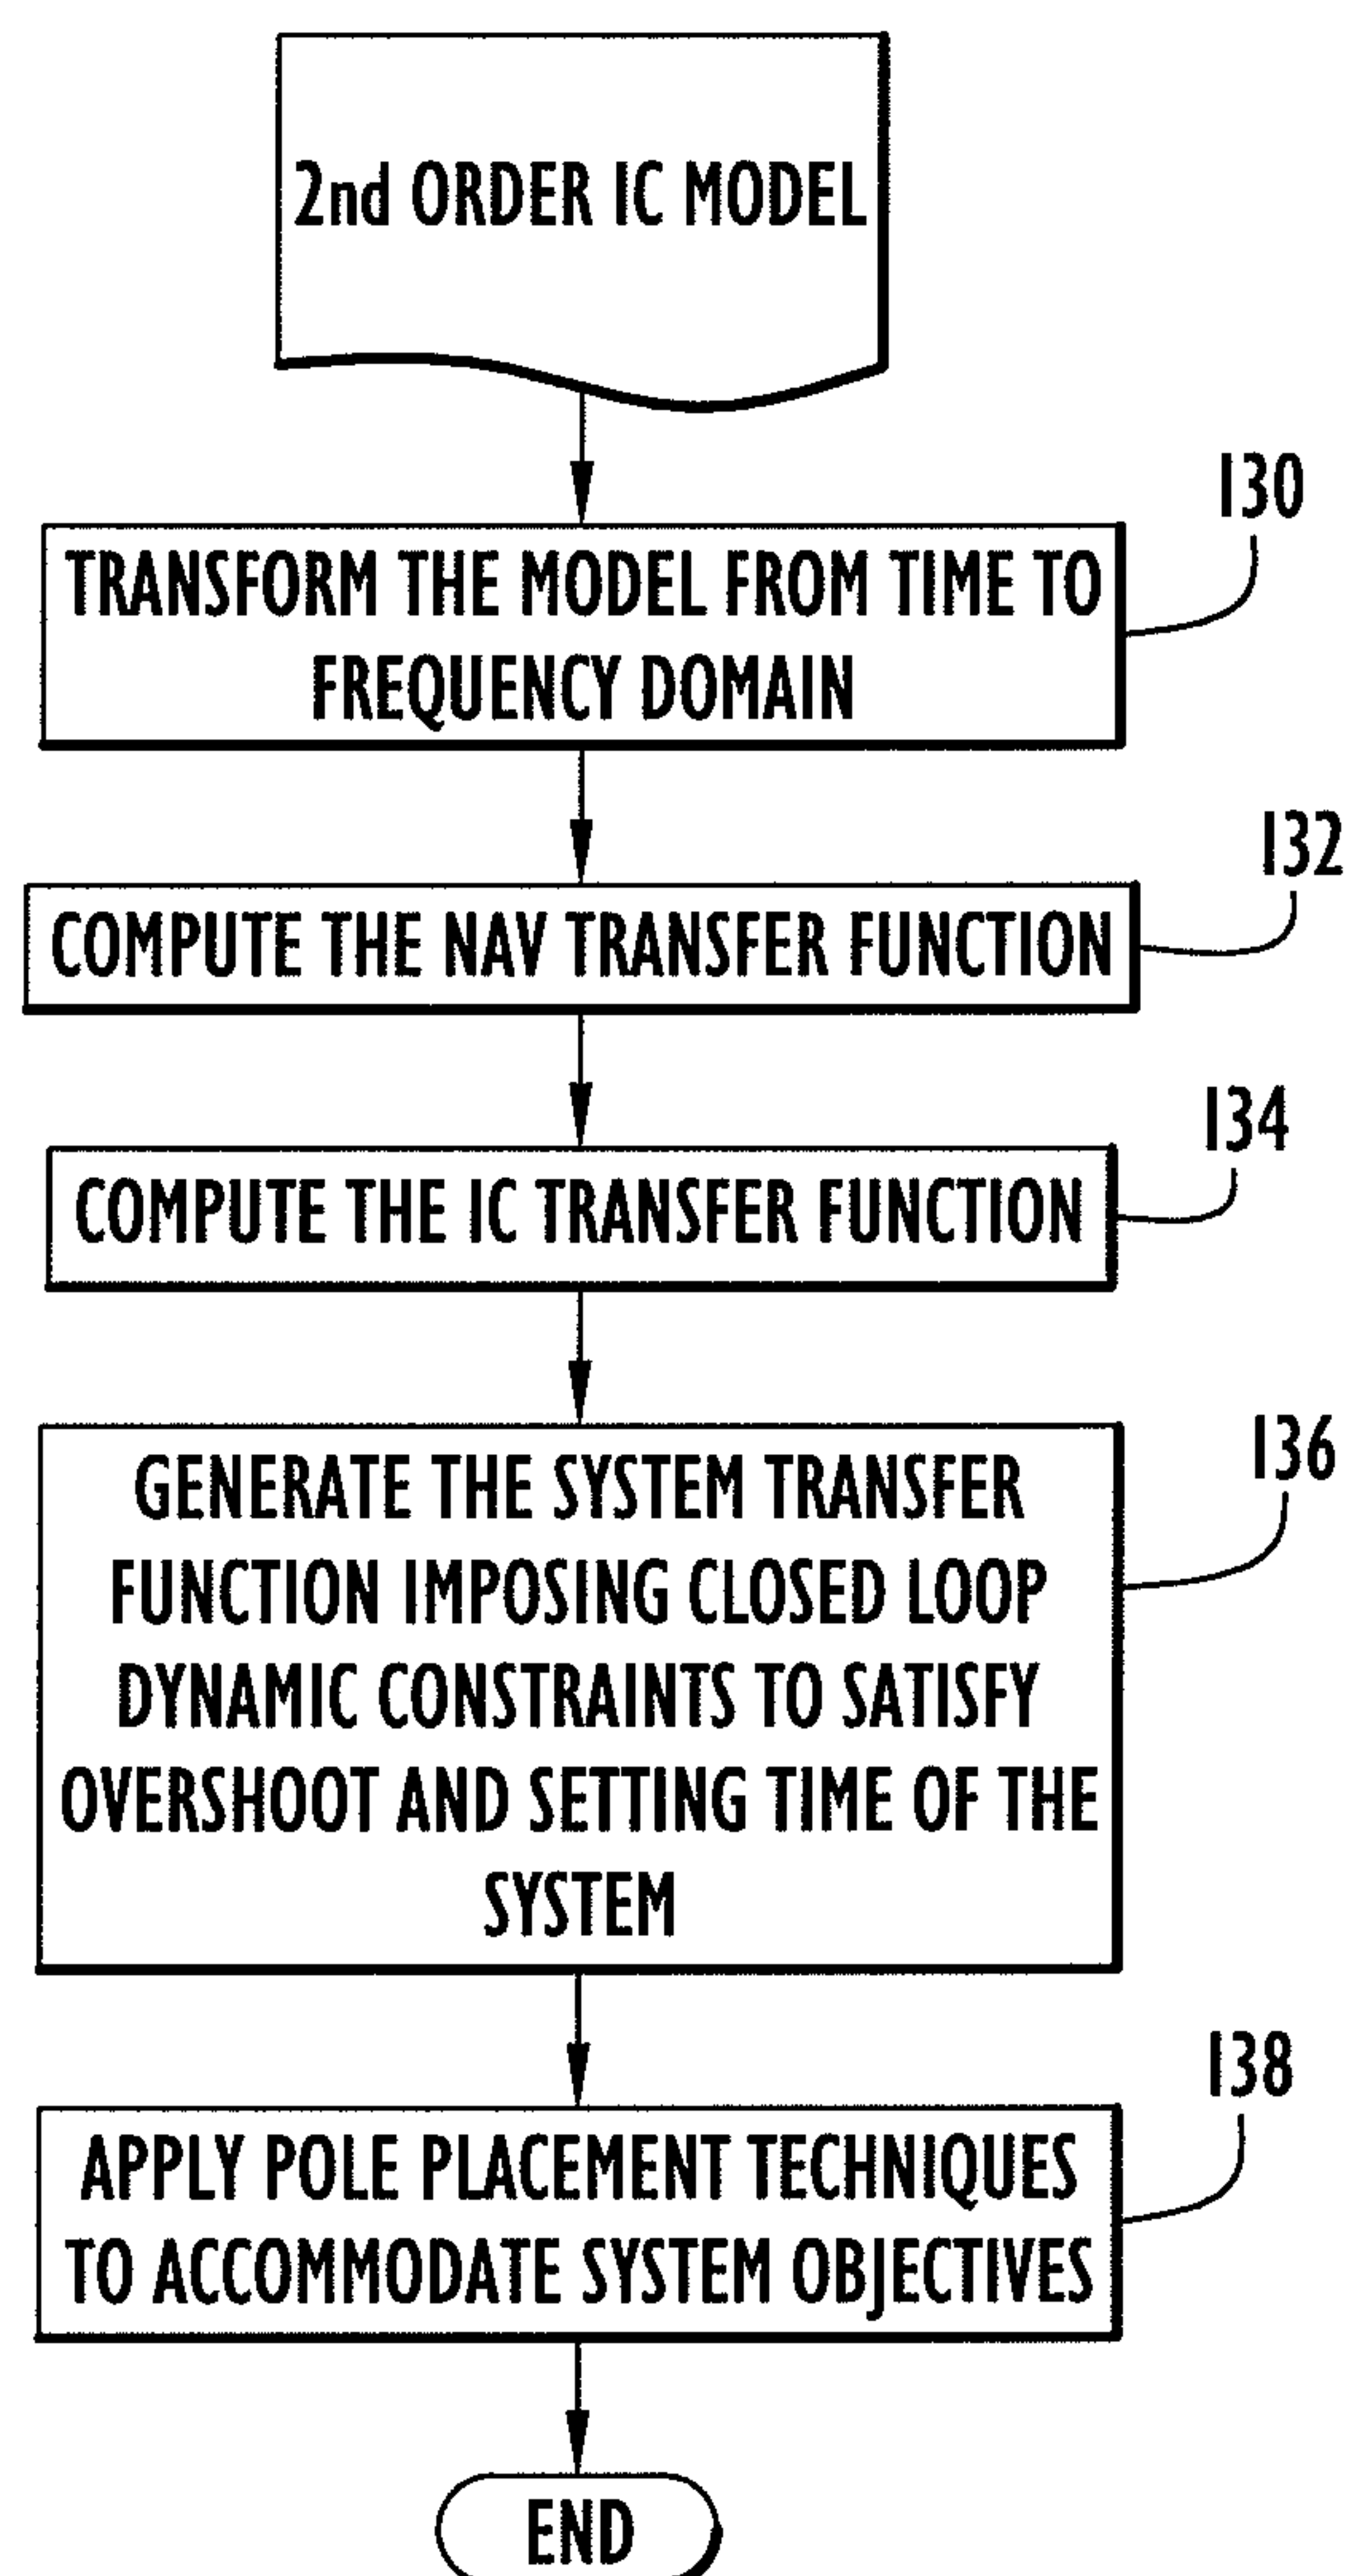 2nd ORDER IC MODEL
130
TRANSFORM THE MODEL FROM TIME TO
FREQUENCY DOMAIN
132
COMPUTE THE NAV TRANSFER FUNCTION
134
COMPUTE THE IC TRANSFER FUNCTION
136
GENERATE THE SYSTEM TRANSFER
FUNCTION IMPOSING CLOSED LOOP
DYNAMIC CONSTRAINTS TO SATISFY
OVERSHOOT AND SETTING TIME OF THE
SYSTEM
138
APPLY POLE PLACEMENT TECHNIQUES
TO ACCOMMODATE SYSTEM OBJECTIVES
END